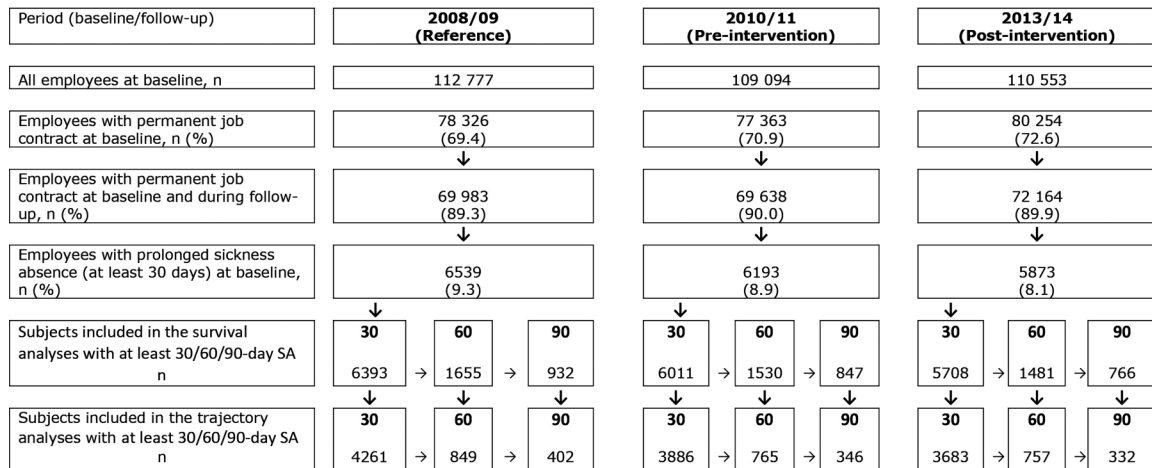 Period (baseline/follow-up)
2008/09
(Reference)
2010/11
(Pre-intervention)
2013/14
(Post-intervention)
All employees at baseline, n
112 777
109 094
110 553
Employees with permanent job
contract at baseline, n (%)
78 326
(69.4)
77 363
(70.9)
80 254
(72.6)
Employees with permanent job
contract at baseline and during follow-
up, n (%)
69 983
(89.3)
69 638
(90.0)
72 164
(89.9)
Employees with prolonged sickness
absence (at least 30 days) at baseline,
n (%)
6539
(9.3)
6193
(8.9)
5873
(8.1)
Subjects included in the survival
analyses with at least 30/60/90-day SA
n
30 60 90
6393 → 1655 → 932
30 60 90
6011 → 1530 → 847
30 60 90
5708 → 1481 → 766
Subjects included in the trajectory
analyses with at least 30/60/90-day SA
n
30 60 90
4261 → 849 → 402
30 60 90
3886 → 765 → 346
30 60 90
3683 → 757 → 332